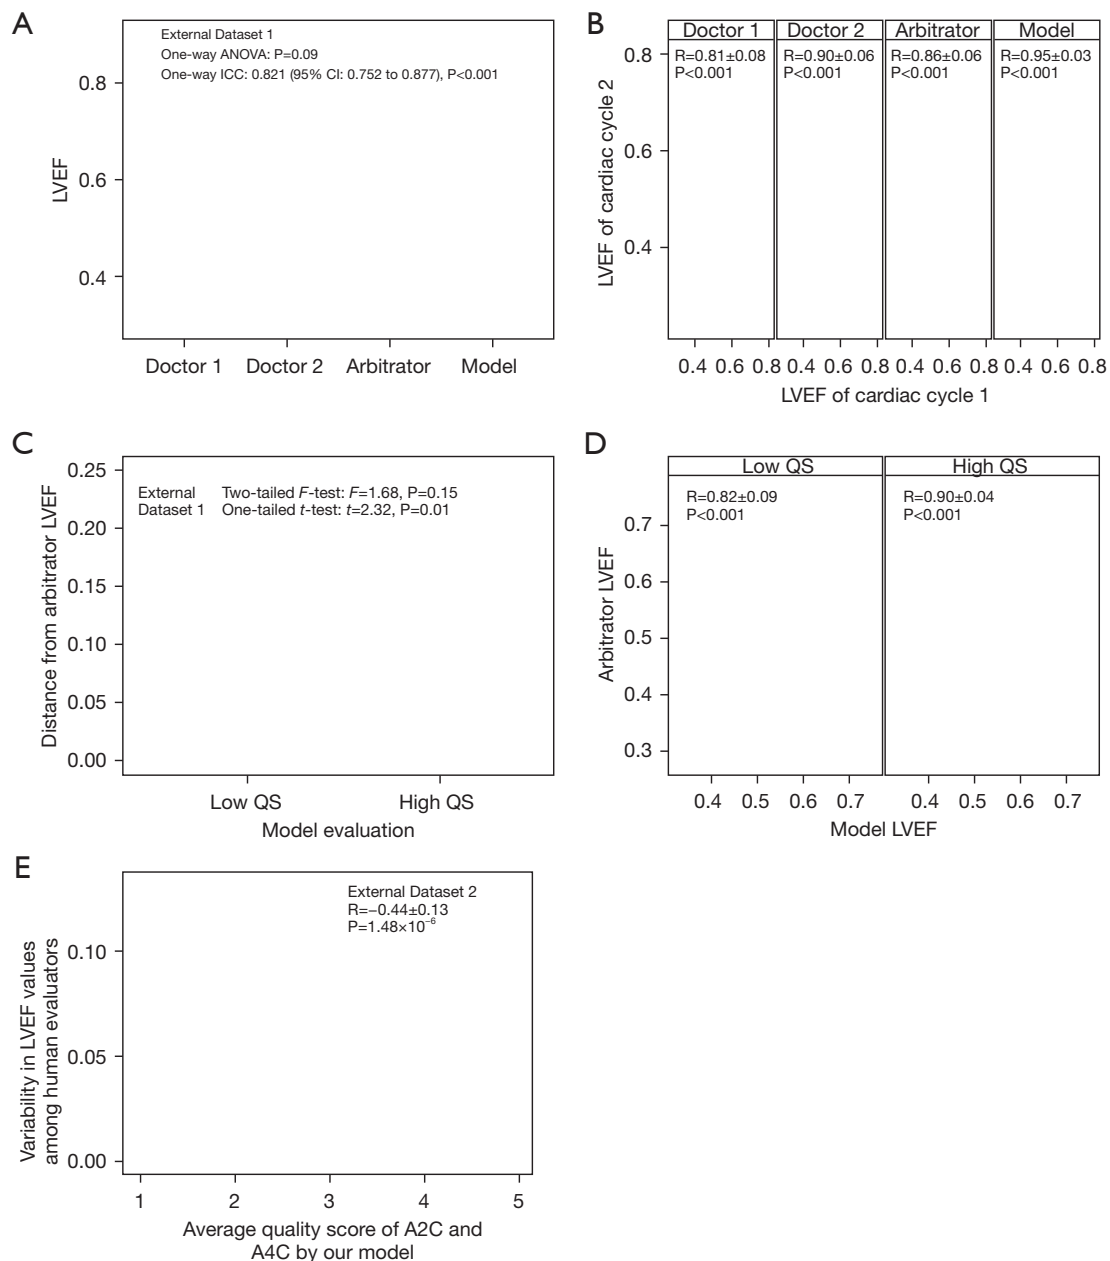 A
External Dataset 1
One-way ANOVA: P=0.09
One-way ICC: 0.821 (95% CI: 0.752 to 0.877), P<0.001
LVEF
0.8
0.6
0.4
Doctor 1 Doctor 2 Arbitrator Model
B
Doctor 1 Doctor 2 Arbitrator Model
R=0.81±0.08 R=0.90±0.06 R=0.86±0.06 R=0.95±0.03
P<0.001 P<0.001 P<0.001 P<0.001
LVEF of cardiac cycle 2
0.8
0.6
0.4
0.4 0.6 0.8 0.4 0.6 0.8 0.4 0.6 0.8 0.4 0.6 0.8
LVEF of cardiac cycle 1
C
External Two-tailed F-test: F=1.68, P=0.15
Dataset 1 One-tailed t-test: t=2.32, P=0.01
Distance from arbitrator LVEF
0.25
0.20
0.15
0.10
0.05
0.00
Low QS High QS
Model evaluation
D
Low QS High QS
R=0.82±0.09 R=0.90±0.04
P<0.001 P<0.001
Arbitrator LVEF
0.7
0.6
0.5
0.4
0.3
0.4 0.5 0.6 0.7 0.4 0.5 0.6 0.7
Model LVEF
E
External Dataset 2
R=−0.44±0.13
P=1.48×10⁻⁶
Variability in LVEF values
among human evaluators
0.10
0.05
0.00
1 2 3 4 5
Average quality score of A2C and
A4C by our model